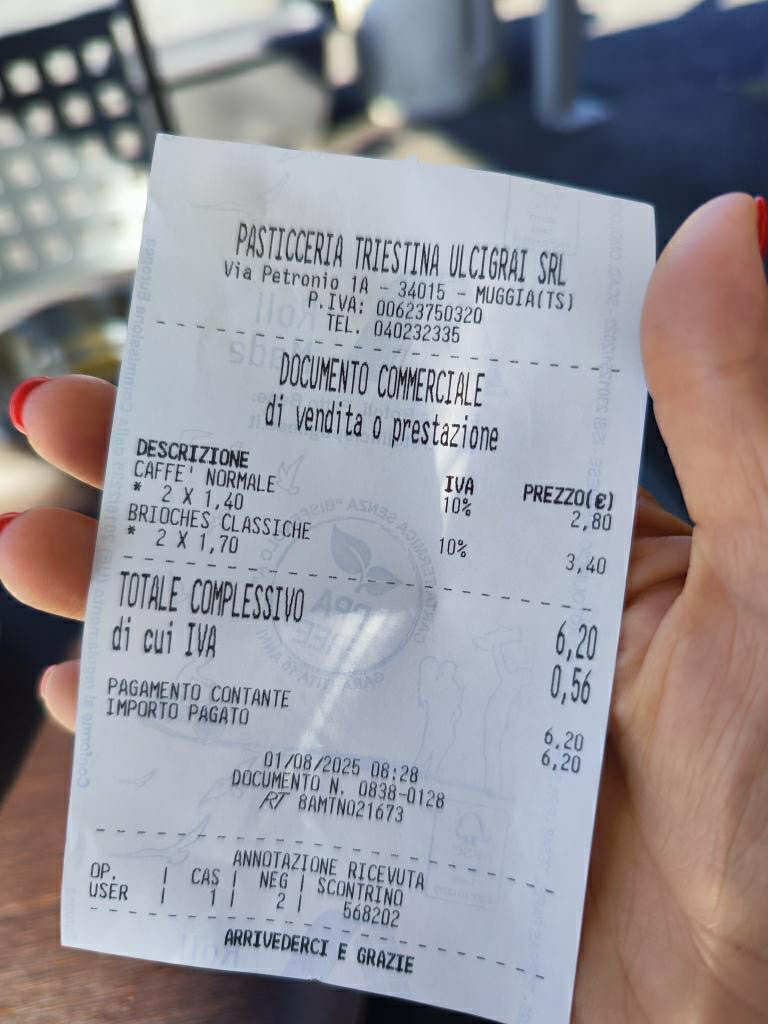 PASTICCERIA TRIESTINA ULCIGRAI SRL
Via Petronio 1A - 34015 - MUGGIA(TS)
P.IVA: 00623750320
TEL. 040232335
DOCUMENTO COMMERCIALE
di vendita o prestazione
DESCRIZIONE IVA PREZZO(€)
CAFFE' NORMALE 10% 2,80
* 2 X 1,40
BRIOCHES CLASSICHE 10% 3,40
* 2 X 1,70
TOTALE COMPLESSIVO 6,20
di cui IVA 0,56
PAGAMENTO CONTANTE 6,20
IMPORTO PAGATO 6,20
01/08/2025 08:28
DOCUMENTO N. 0838-0128
RT 8AMTN021673
ANNOTAZIONE RICEVUTA
OP. | CAS | NEG | SCONTRINO
USER | 1 | 2 | 568202
ARRIVEDERCI E GRAZIE